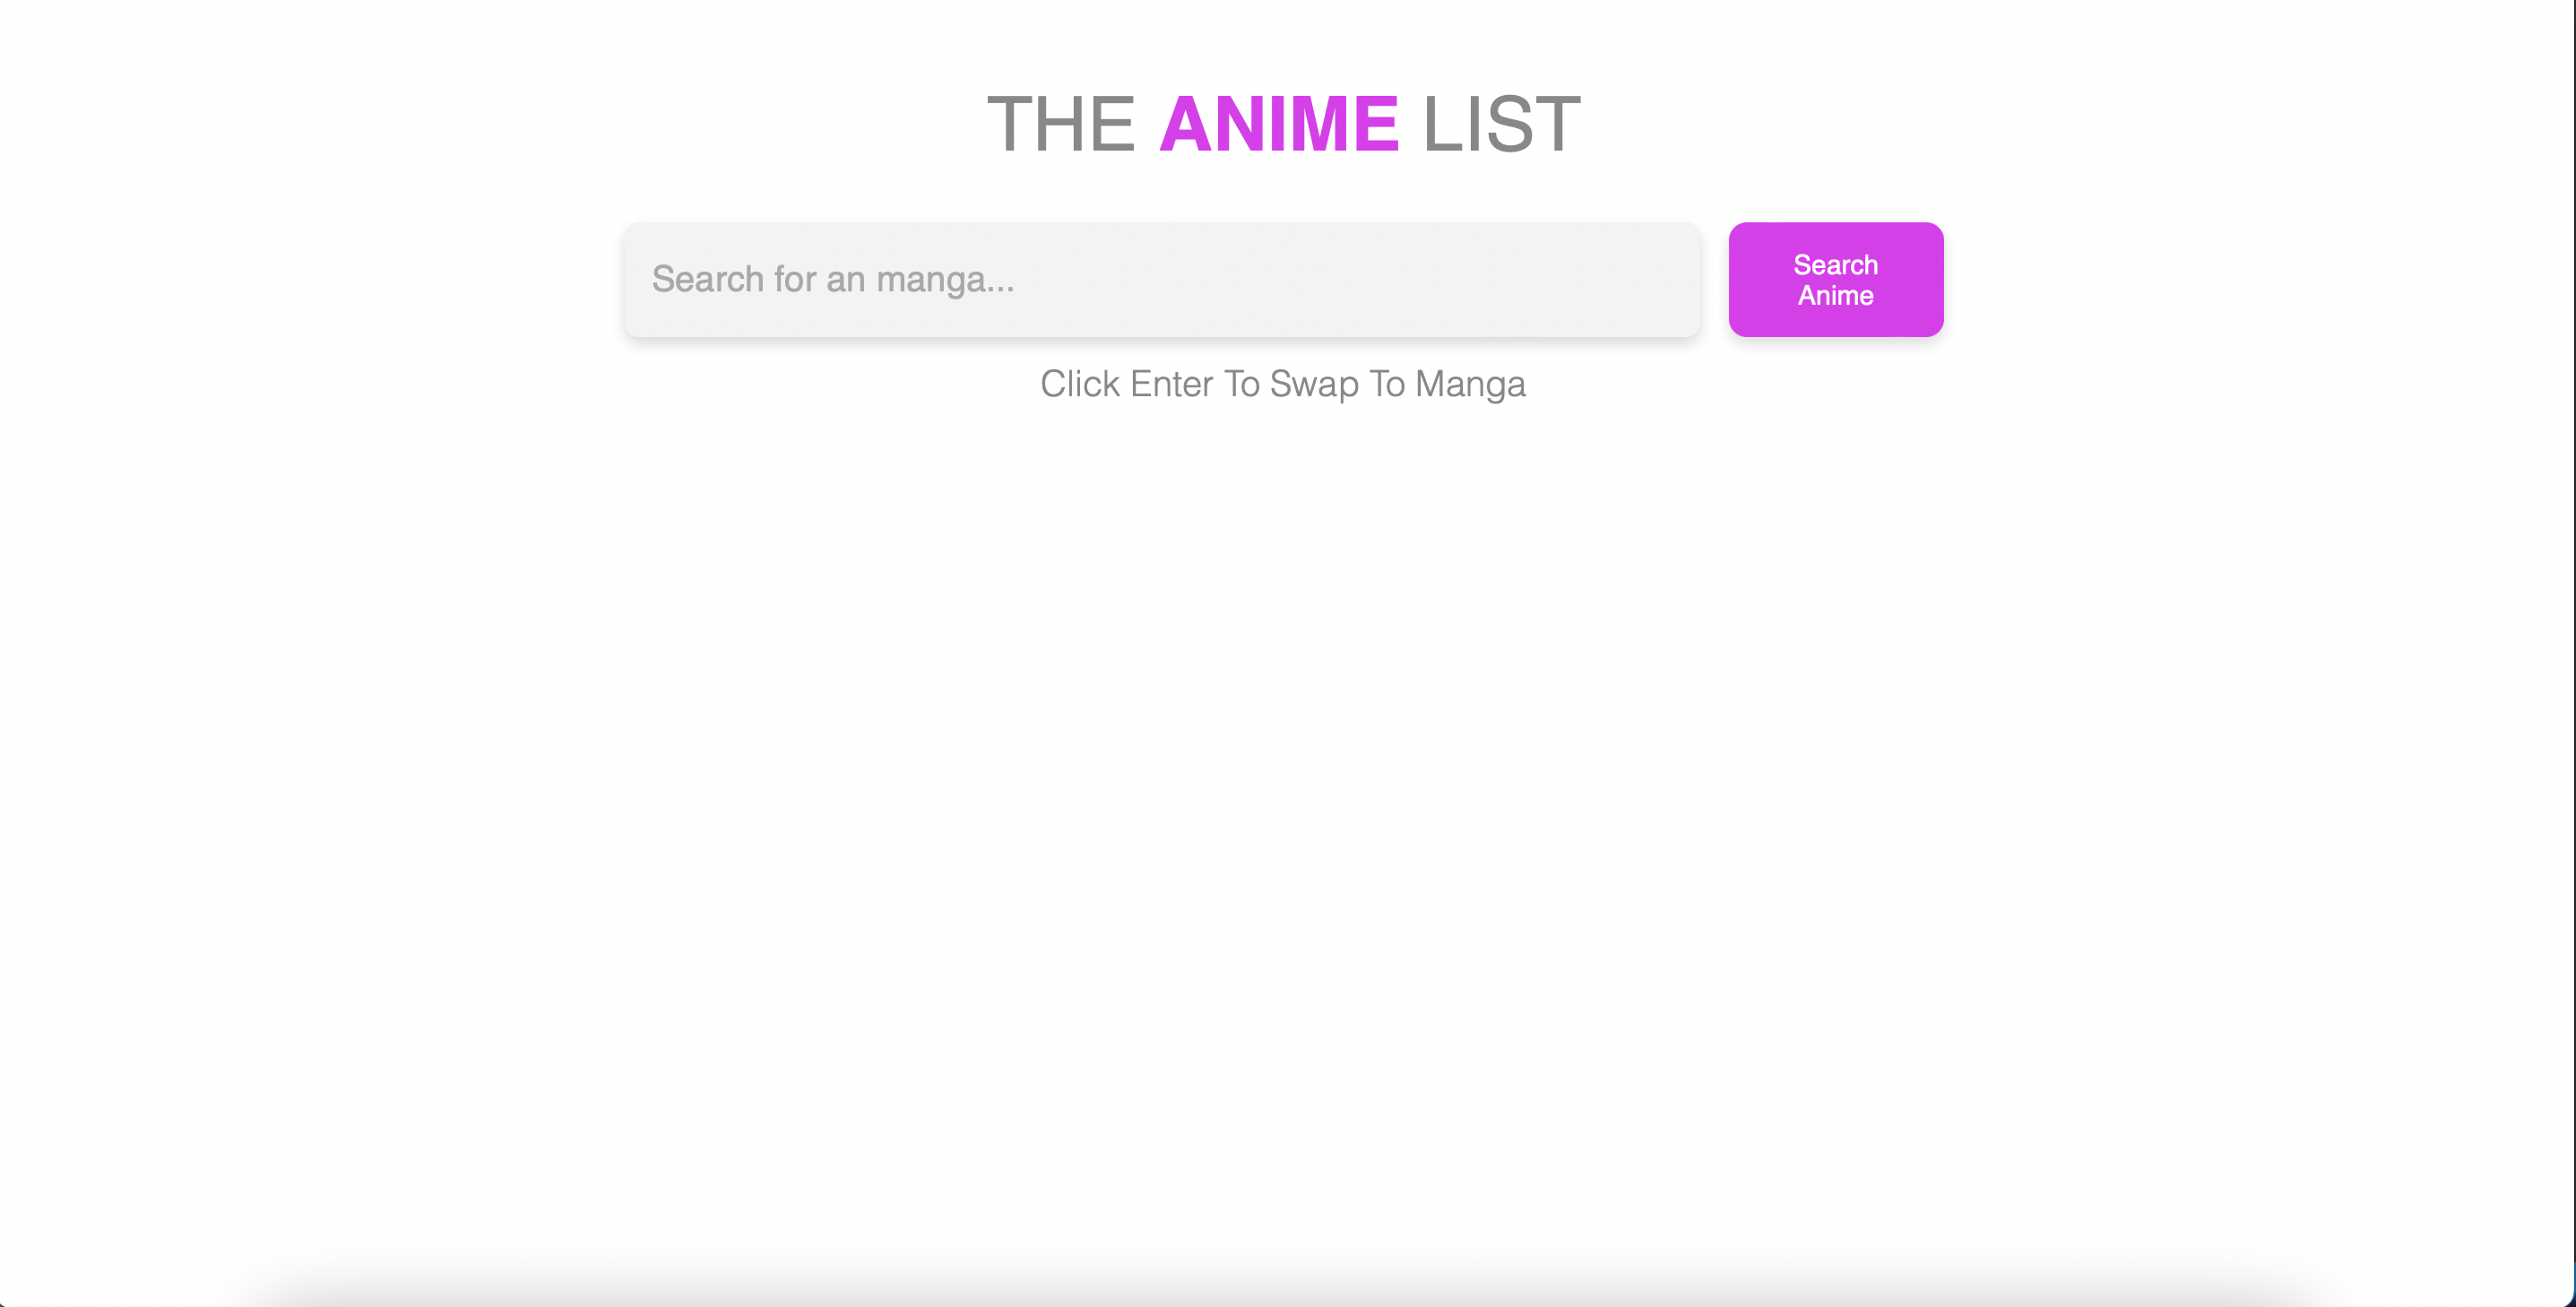 THE ANIME LIST
Search for an manga...
Search
Anime
Click Enter To Swap To Manga